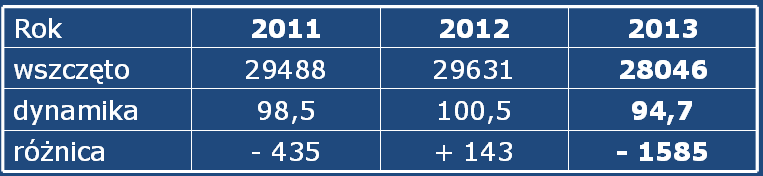 Rok 2011 2012 2013
wszczęto 29488 29631 28046
dynamika 98,5 100,5 94,7
różnica - 435 + 143 - 1585